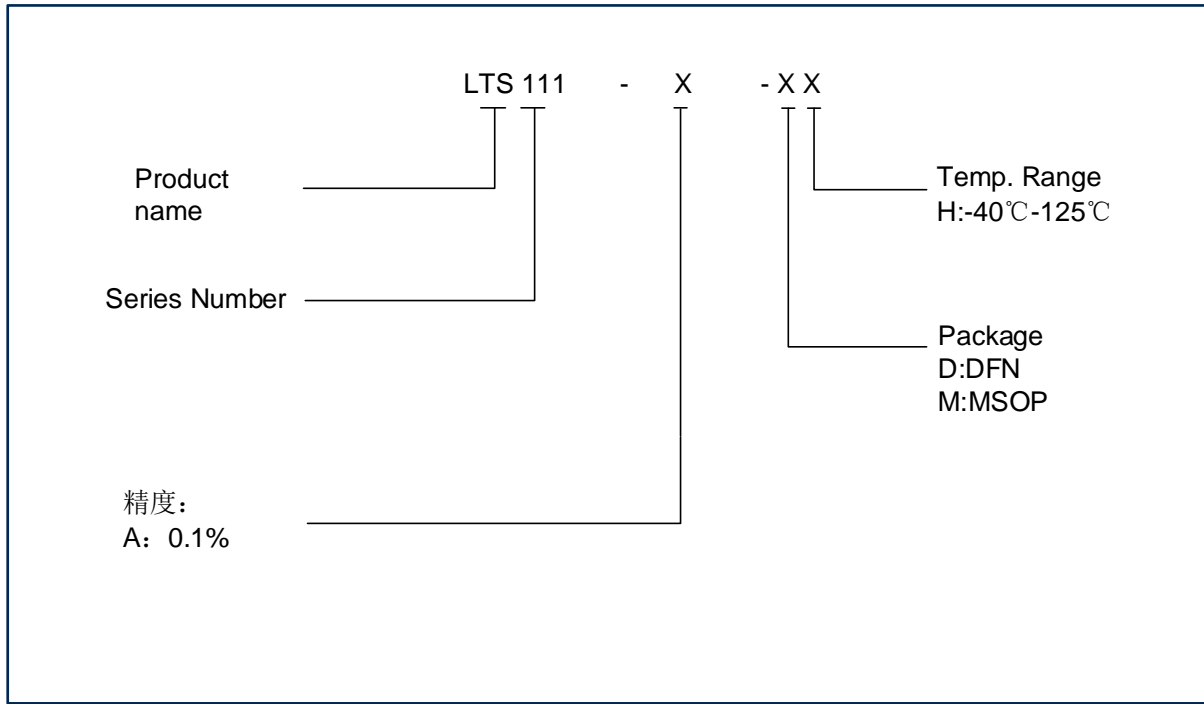 LTS 111 - X - X X
Product
name
Temp. Range
H:-40℃-125℃
Series Number
Package
D:DFN
M:MSOP
精度：
A：0.1%